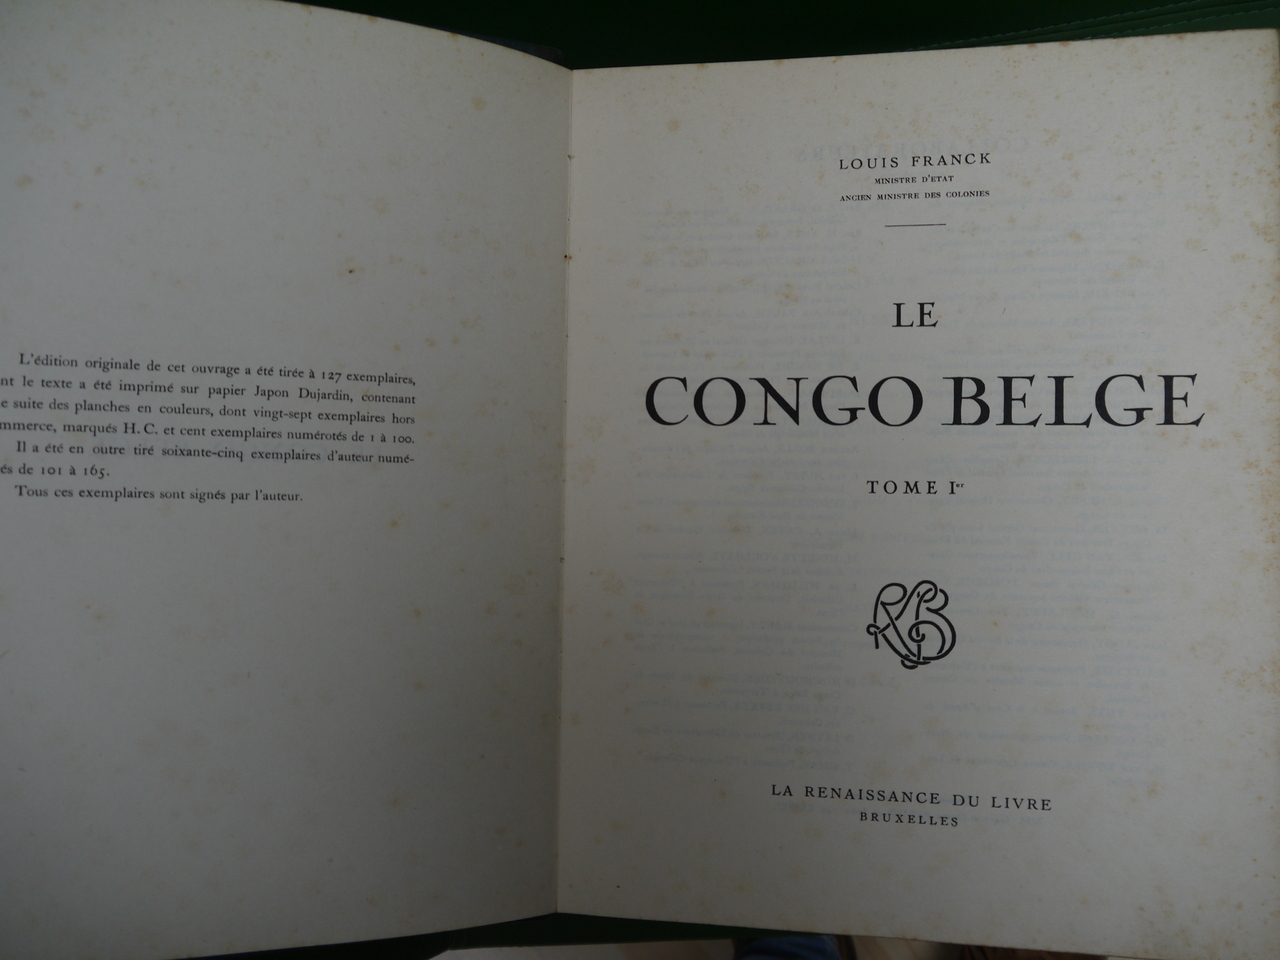 L'édition originale de cet ouvrage a été tirée à 127 exemplaires,
nt le texte a été imprimé sur papier Japon Dujardin, contenant
e suite des planches en couleurs, dont vingt-sept exemplaires hors
mmerce, marqués H. C. et cent exemplaires numérotés de 1 à 100.
Il a été en outre tiré soixante-cinq exemplaires d'auteur numé-
és de 101 à 165.
Tous ces exemplaires sont signés par l'auteur.
LOUIS FRANCK
MINISTRE D'ETAT
ANCIEN MINISTRE DES COLONIES
LE
CONGO BELGE
TOME Ier
LA RENAISSANCE DU LIVRE
BRUXELLES